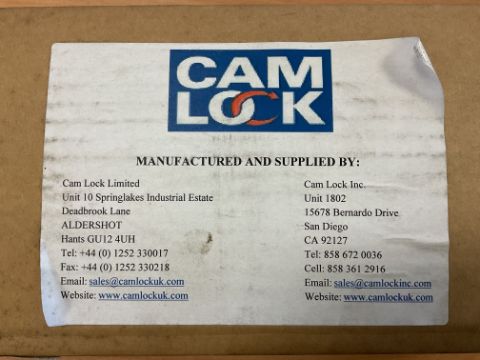 CAM
LOCK
MANUFACTURED AND SUPPLIED BY:
Cam Lock Limited
Unit 10 Springlakes Industrial Estate
Deadbrook Lane
ALDERSHOT
Hants GU12 4UH
Tel: +44 (0) 1252 330017
Fax: +44 (0) 1252 330218
Email: sales@camlockuk.com
Website: www.camlockuk.com
Cam Lock Inc.
Unit 1802
15678 Bernardo Drive
San Diego
CA 92127
Tel: 858 672 0036
Cell: 858 361 2916
Email: sales@camlockinc.com
Website: www.camlockuk.com